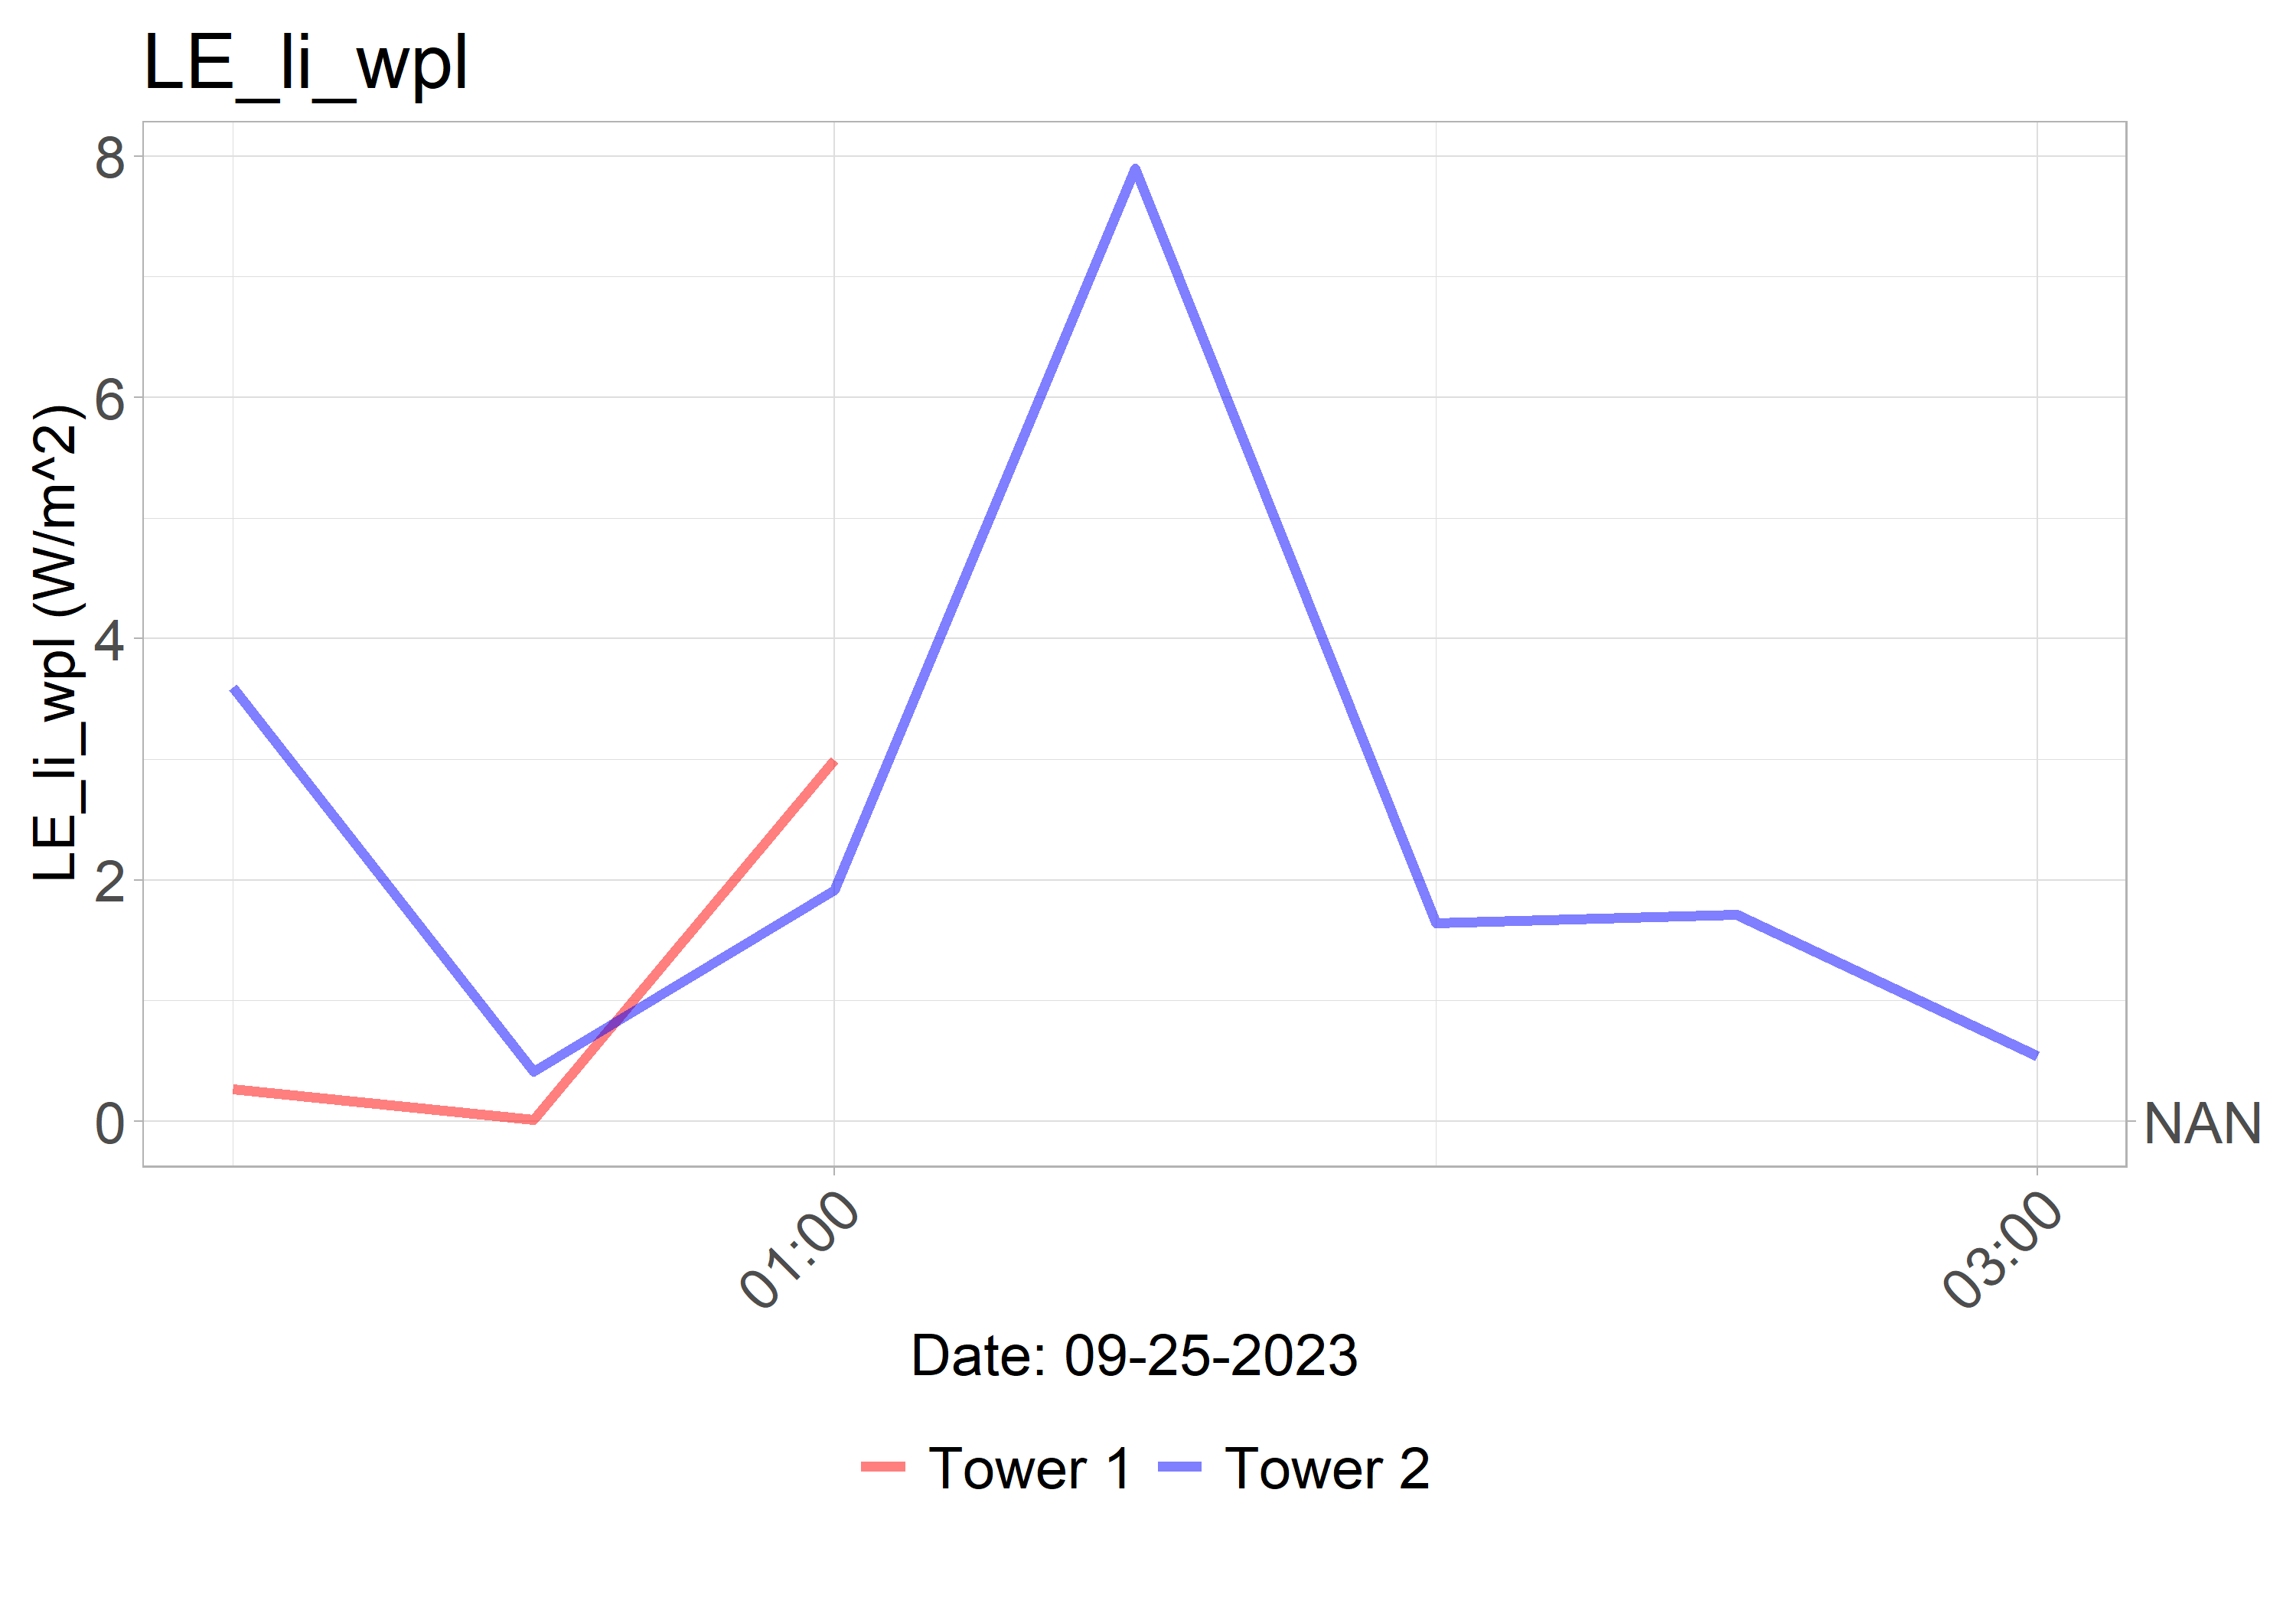 LE_li_wpl
LE_li_wpl (W/m^2)
8
6
4
2
0
NAN
01:00
03:00
Date: 09-25-2023
Tower 1
Tower 2